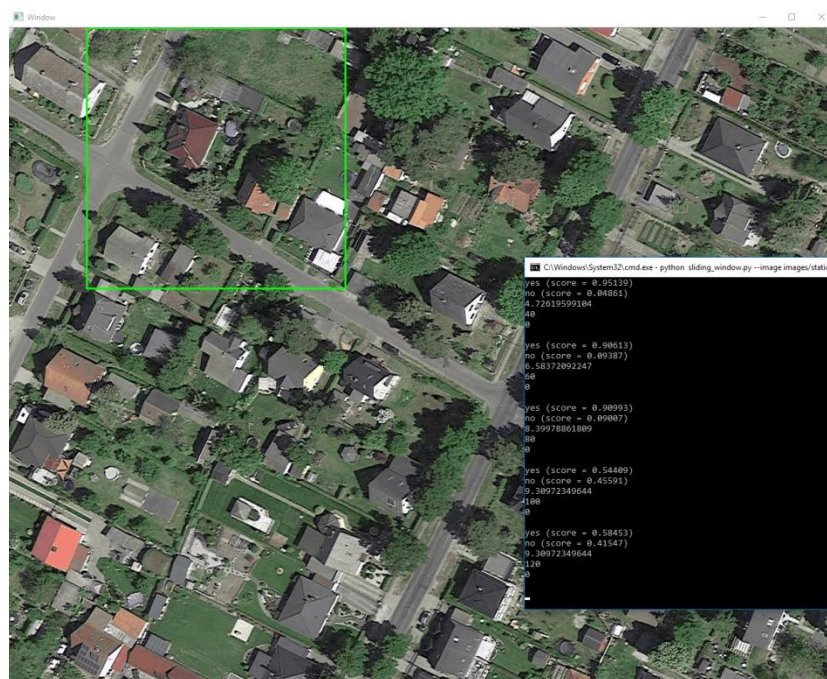 Window
C:\Windows\System32\cmd.exe - python sliding_window.py --image images/static
yes (score = 0.95139)
no (score = 0.04861)
4.72619599104
40
0
yes (score = 0.90613)
no (score = 0.09387)
6.58372092247
60
0
yes (score = 0.90993)
no (score = 0.09007)
8.39978861809
80
0
yes (score = 0.54409)
no (score = 0.45591)
9.30972349644
100
0
yes (score = 0.58453)
no (score = 0.41547)
9.30972349644
120
0